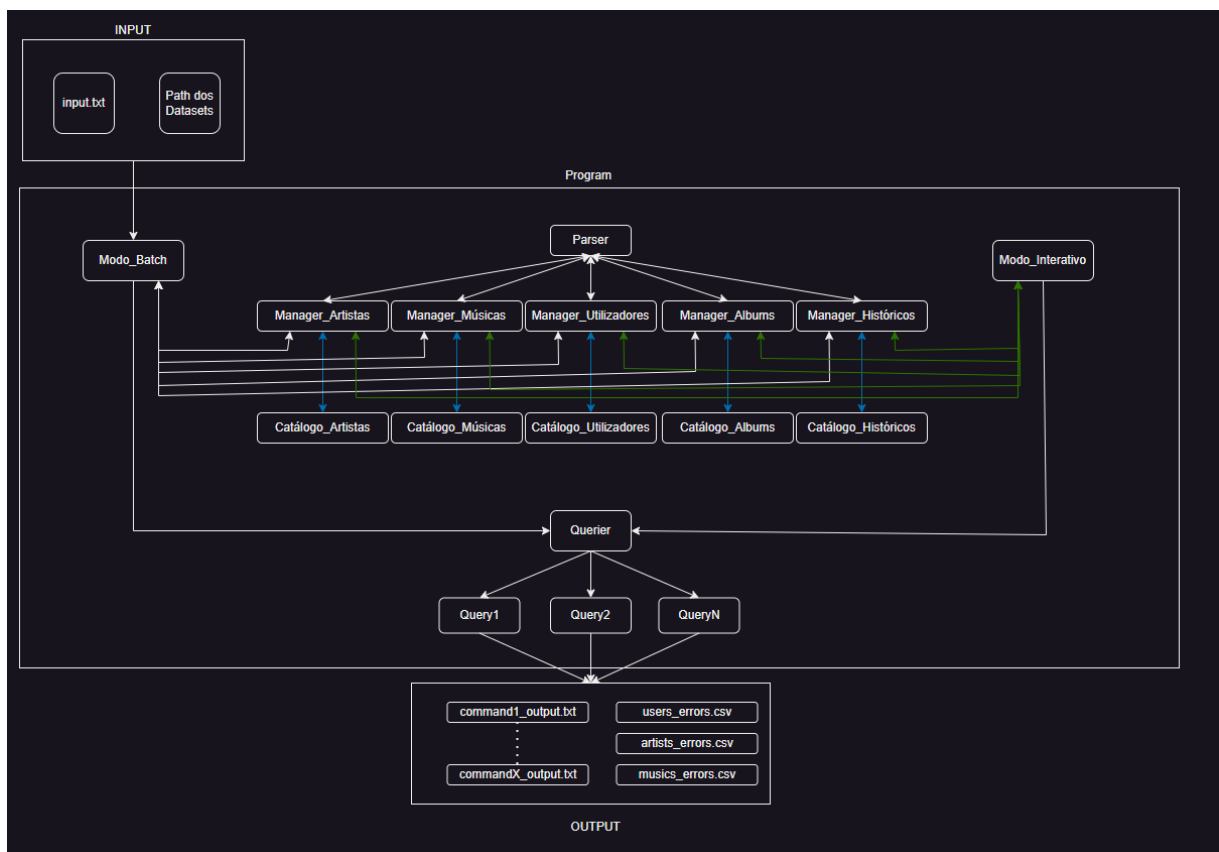 INPUT
input.txt
Path dos
Datasets
Program
Parser
Modo_Batch
Modo_Interativo
Manager_Artistas
Manager_Músicas
Manager_Utilizadores
Manager_Albums
Manager_Históricos
Catálogo_Artistas
Catálogo_Músicas
Catálogo_Utilizadores
Catálogo_Albums
Catálogo_Históricos
Querier
Query1
Query2
QueryN
command1_output.txt
users_errors.csv
artists_errors.csv
commandX_output.txt
musics_errors.csv
OUTPUT